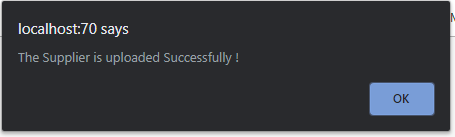 localhost:70 says
The Supplier is uploaded Successfully !
OK